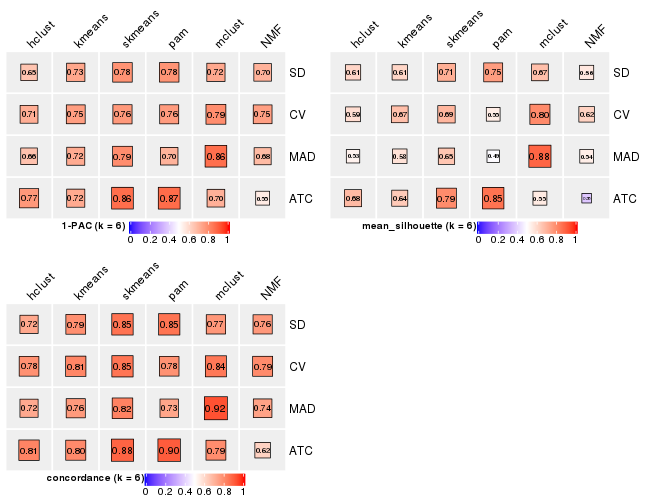 hclust kmeans skmeans pam mclust NMF
0.65 0.73 0.78 0.78 0.72 0.70 SD
0.71 0.75 0.76 0.76 0.79 0.75 CV
0.66 0.72 0.79 0.70 0.86 0.68 MAD
0.77 0.72 0.86 0.87 0.70 0.55 ATC
1-PAC (k = 6)
0 0.2 0.4 0.6 0.8 1
hclust kmeans skmeans pam mclust NMF
0.61 0.61 0.71 0.75 0.67 0.56 SD
0.59 0.67 0.69 0.55 0.80 0.62 CV
0.53 0.58 0.65 0.49 0.88 0.54 MAD
0.68 0.64 0.79 0.85 0.55 ATC
mean_silhouette (k = 6)
0 0.2 0.4 0.6 0.8 1
hclust kmeans skmeans pam mclust NMF
0.72 0.79 0.85 0.85 0.77 0.76 SD
0.78 0.81 0.85 0.78 0.84 0.79 CV
0.72 0.76 0.82 0.73 0.92 0.74 MAD
0.81 0.80 0.88 0.90 0.79 0.62 ATC
concordance (k = 6)
0 0.2 0.4 0.6 0.8 1